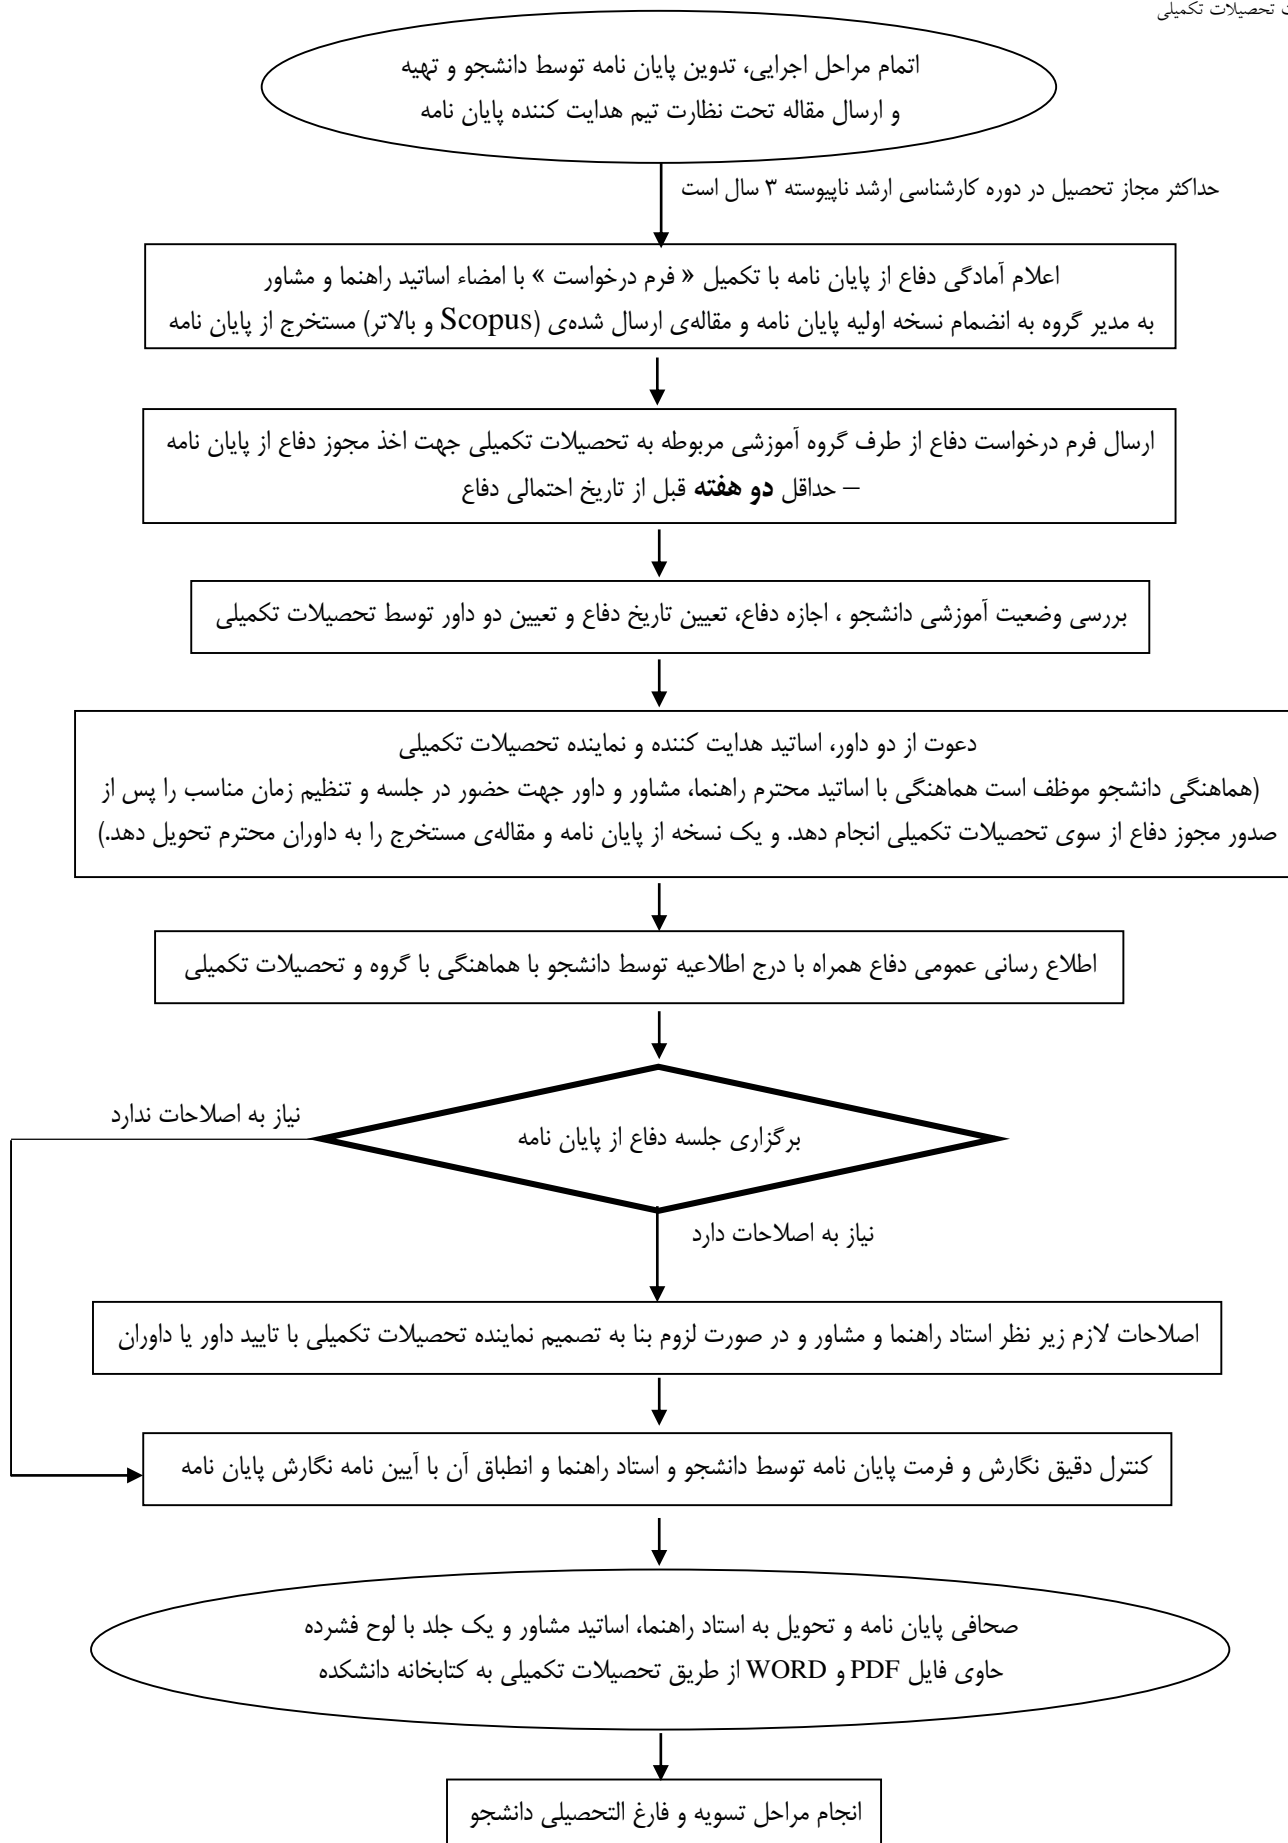 تحصیلات تکمیلی
اتمام مراحل اجرایی، تدوین پایان نامه توسط دانشجو و تهیه
و ارسال مقاله تحت نظارت تیم هدایت کننده پایان نامه
حداکثر مجاز تحصیل در دوره کارشناسی ارشد ناپیوسته ۳ سال است
اعلام آمادگی دفاع از پایان نامه با تکمیل « فرم درخواست » با امضاء اساتید راهنما و مشاور
به مدیر گروه به انضمام نسخه اولیه پایان نامه و مقاله‌ی ارسال شده‌ی (Scopus و بالاتر) مستخرج از پایان نامه
ارسال فرم درخواست دفاع از طرف گروه آموزشی مربوطه به تحصیلات تکمیلی جهت اخذ مجوز دفاع از پایان نامه
– حداقل دو هفته قبل از تاریخ احتمالی دفاع
بررسی وضعیت آموزشی دانشجو ، اجازه دفاع، تعیین تاریخ دفاع و تعیین دو داور توسط تحصیلات تکمیلی
دعوت از دو داور، اساتید هدایت کننده و نماینده تحصیلات تکمیلی
(هماهنگی دانشجو موظف است هماهنگی با اساتید محترم راهنما، مشاور و داور جهت حضور در جلسه و تنظیم زمان مناسب را پس از
صدور مجوز دفاع از سوی تحصیلات تکمیلی انجام دهد. و یک نسخه از پایان نامه و مقاله‌ی مستخرج را به داوران محترم تحویل دهد.)
اطلاع رسانی عمومی دفاع همراه با درج اطلاعیه توسط دانشجو با هماهنگی با گروه و تحصیلات تکمیلی
نیاز به اصلاحات ندارد
برگزاری جلسه دفاع از پایان نامه
نیاز به اصلاحات دارد
اصلاحات لازم زیر نظر استاد راهنما و مشاور و در صورت لزوم بنا به تصمیم نماینده تحصیلات تکمیلی با تایید داور یا داوران
کنترل دقیق نگارش و فرمت پایان نامه توسط دانشجو و استاد راهنما و انطباق آن با آیین نامه نگارش پایان نامه
صحافی پایان نامه و تحویل به استاد راهنما، اساتید مشاور و یک جلد با لوح فشرده
حاوی فایل PDF و WORD از طریق تحصیلات تکمیلی به کتابخانه دانشکده
انجام مراحل تسویه و فارغ التحصیلی دانشجو